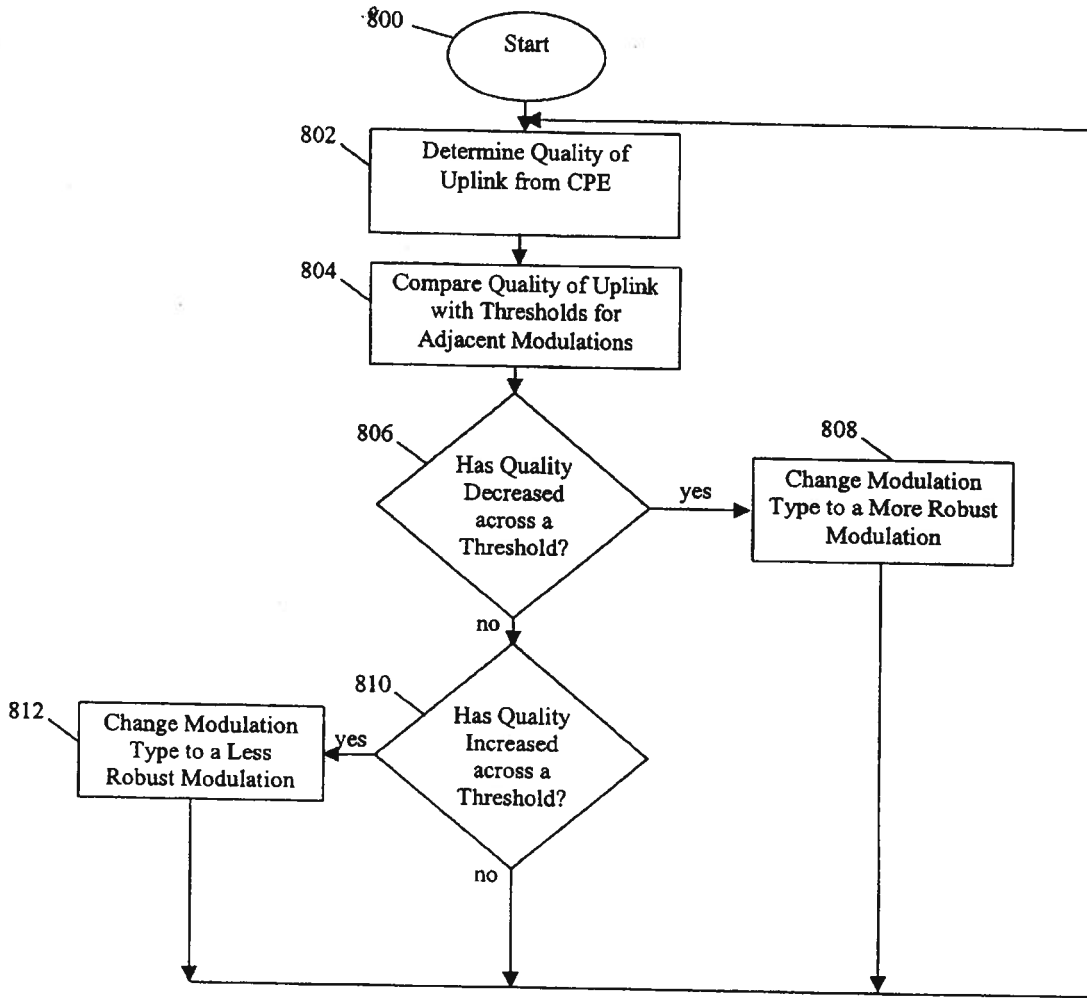 800
Start
802
Determine Quality of
Uplink from CPE
804
Compare Quality of Uplink
with Thresholds for
Adjacent Modulations
806
Has Quality
Decreased
across a
Threshold?
yes
808
Change Modulation
Type to a More Robust
Modulation
no
810
Has Quality
Increased
across a
Threshold?
yes
812
Change Modulation
Type to a Less
Robust Modulation
no